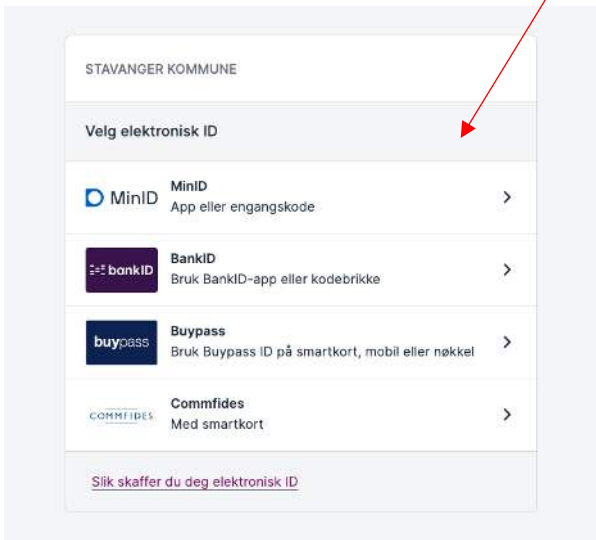 STAVANGER KOMMUNE
Velg elektronisk ID
MinID
MinID
App eller engangskode
bankID
BankID
Bruk BankID-app eller kodebrikke
buypass
Buypass
Bruk Buypass ID på smartkort, mobil eller nøkkel
COMMFIDES
Commfides
Med smartkort
Slik skaffer du deg elektronisk ID